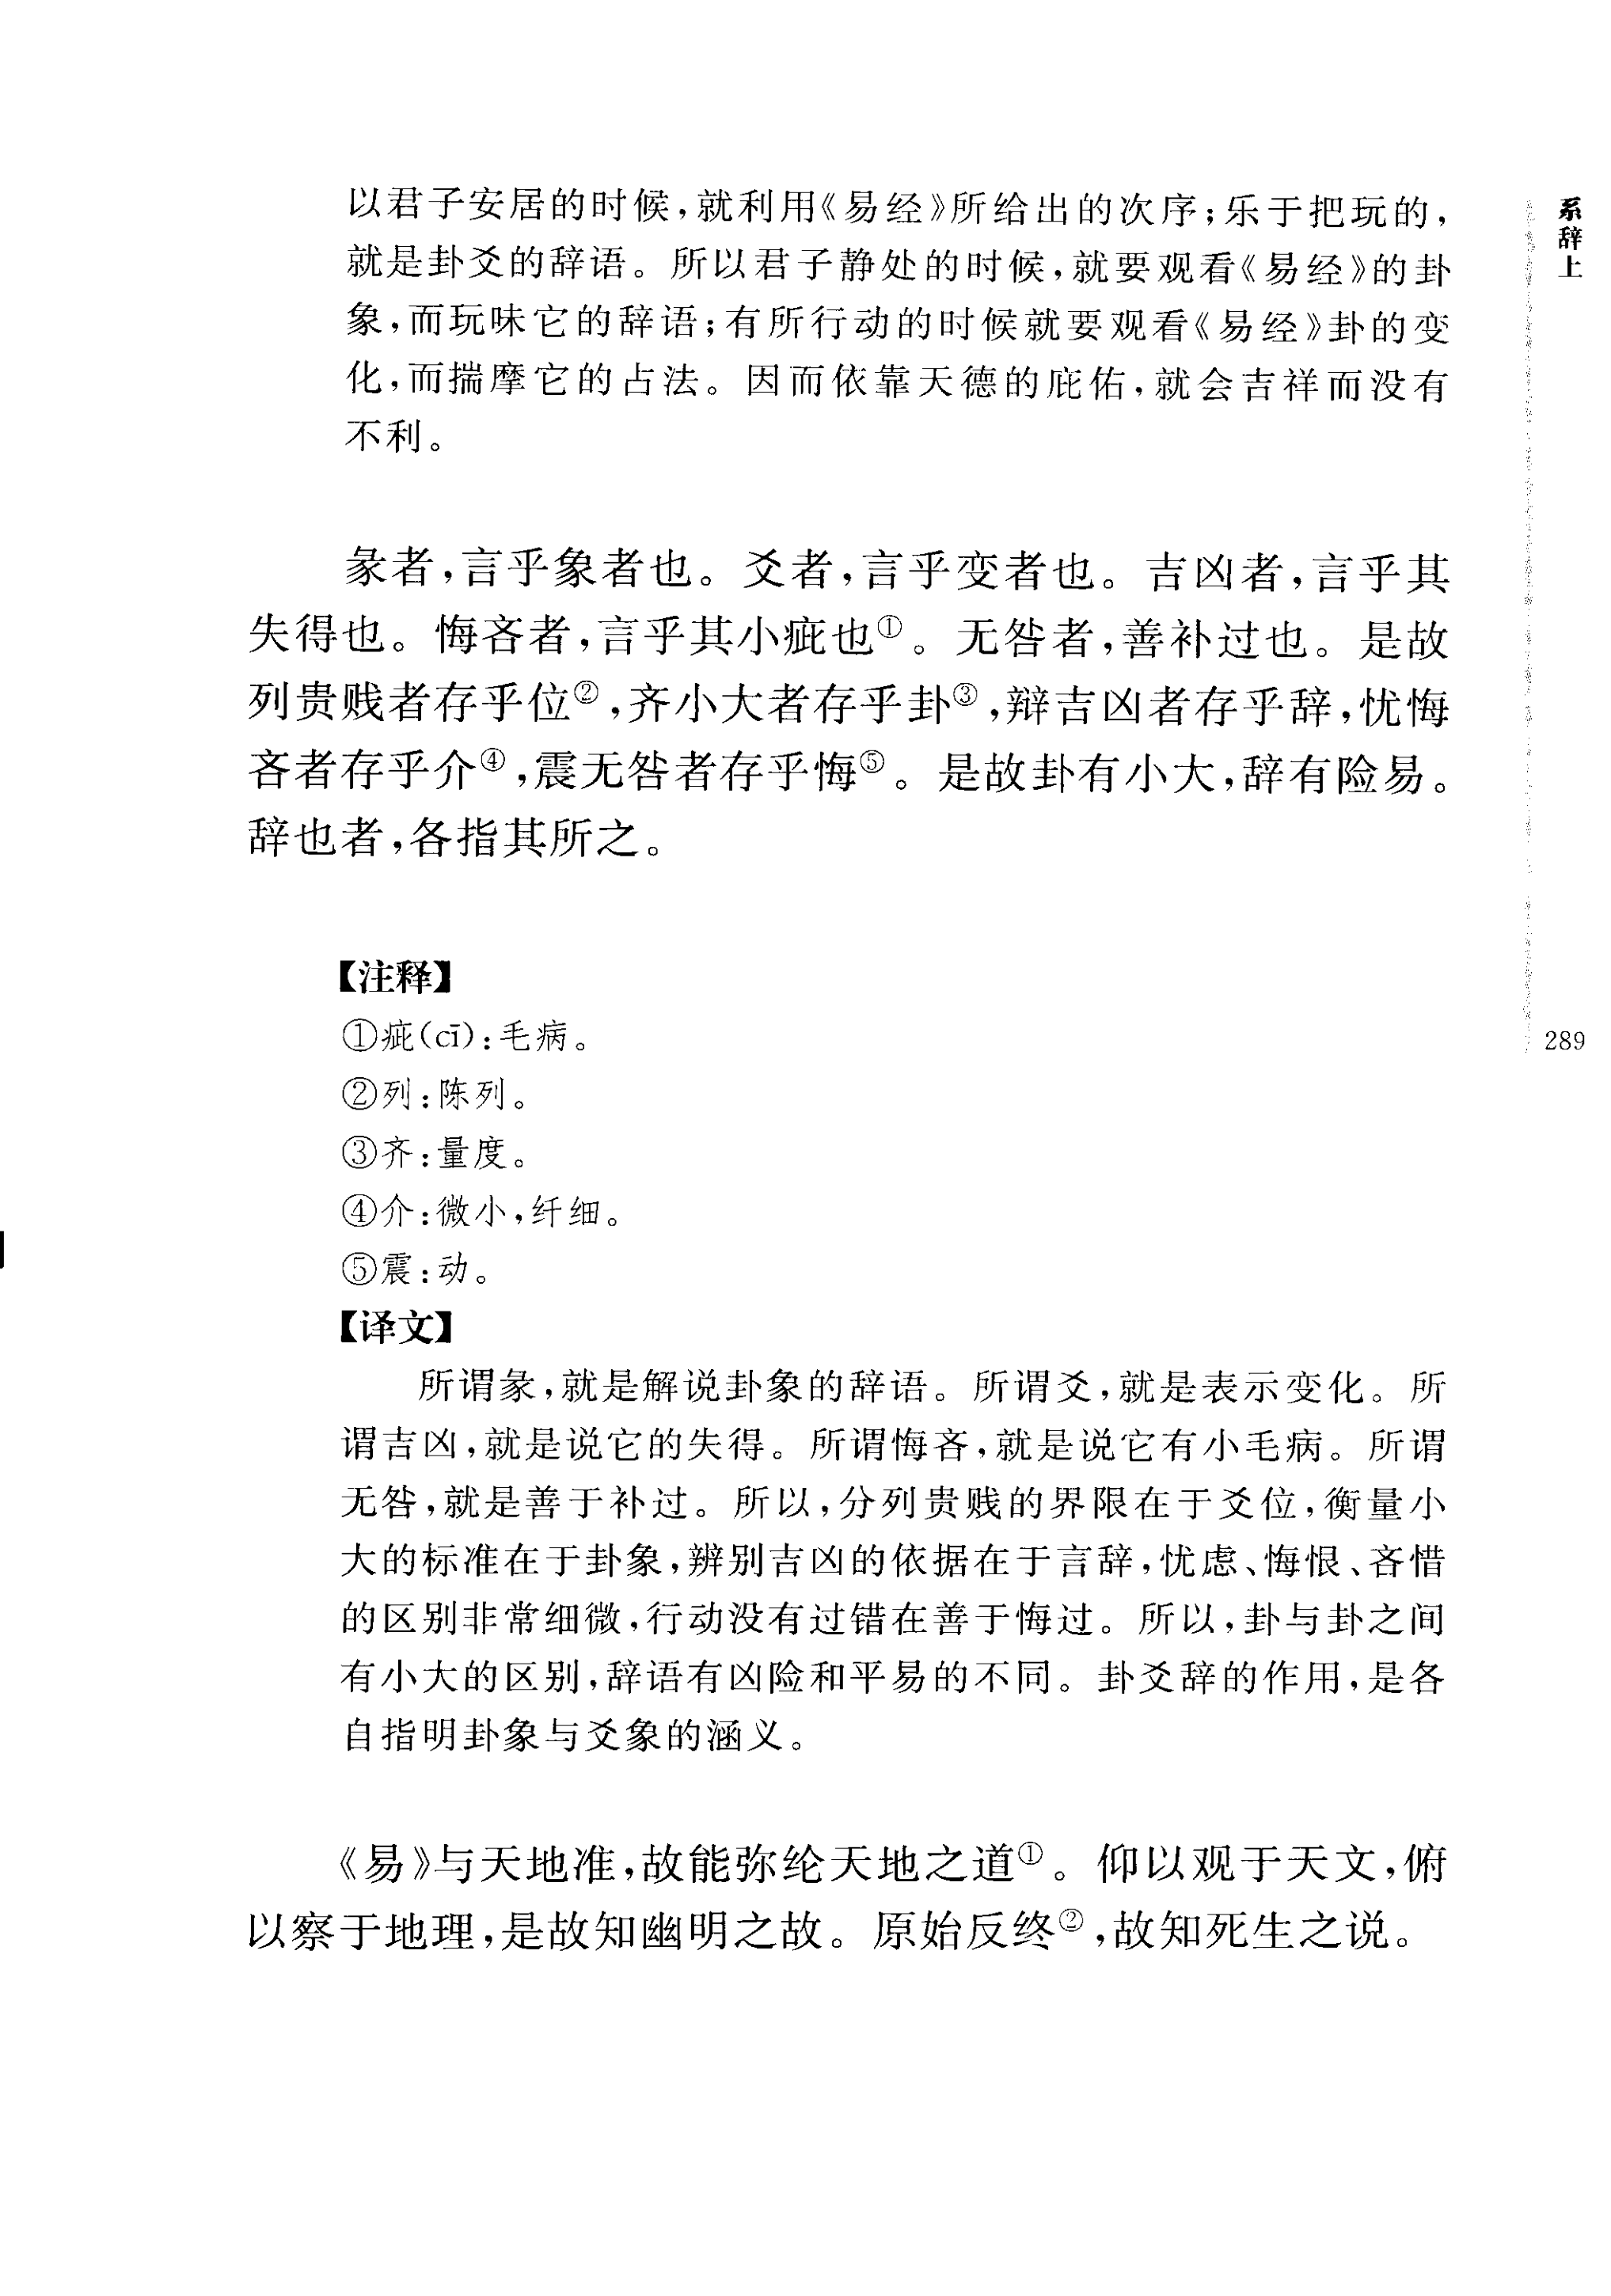 系辞上
以君子安居的时候,就利用《易经》所给出的次序;乐于把玩的,
就是卦爻的辞语。所以君子静处的时候,就要观看《易经》的卦
象,而玩味它的辞语;有所行动的时候就要观看《易经》卦的变
化,而揣摩它的占法。因而依靠天德的庇佑,就会吉祥而没有
不利。
彖者,言乎象者也。爻者,言乎变者也。吉凶者,言乎其
失得也。悔吝者,言乎其小疵也①。无咎者,善补过也。是故
列贵贱者存乎位②,齐小大者存乎卦③,辩吉凶者存乎辞,忧悔
吝者存乎介④,震无咎者存乎悔⑤。是故卦有小大,辞有险易。
辞也者,各指其所之。
【注释】
①疵(cī):毛病。
②列:陈列。
③齐:量度。
④介:微小,纤细。
⑤震:动。
【译文】
所谓彖,就是解说卦象的辞语。所谓爻,就是表示变化。所
谓吉凶,就是说它的失得。所谓悔吝,就是说它有小毛病。所谓
无咎,就是善于补过。所以,分列贵贱的界限在于爻位,衡量小
大的标准在于卦象,辨别吉凶的依据在于言辞,忧虑、悔恨、吝惜
的区别非常细微,行动没有过错在善于悔过。所以,卦与卦之间
有小大的区别,辞语有凶险和平易的不同。卦爻辞的作用,是各
自指明卦象与爻象的涵义。
《易》与天地准,故能弥纶天地之道①。仰以观于天文,俯
以察于地理,是故知幽明之故。原始反终②,故知死生之说。
289